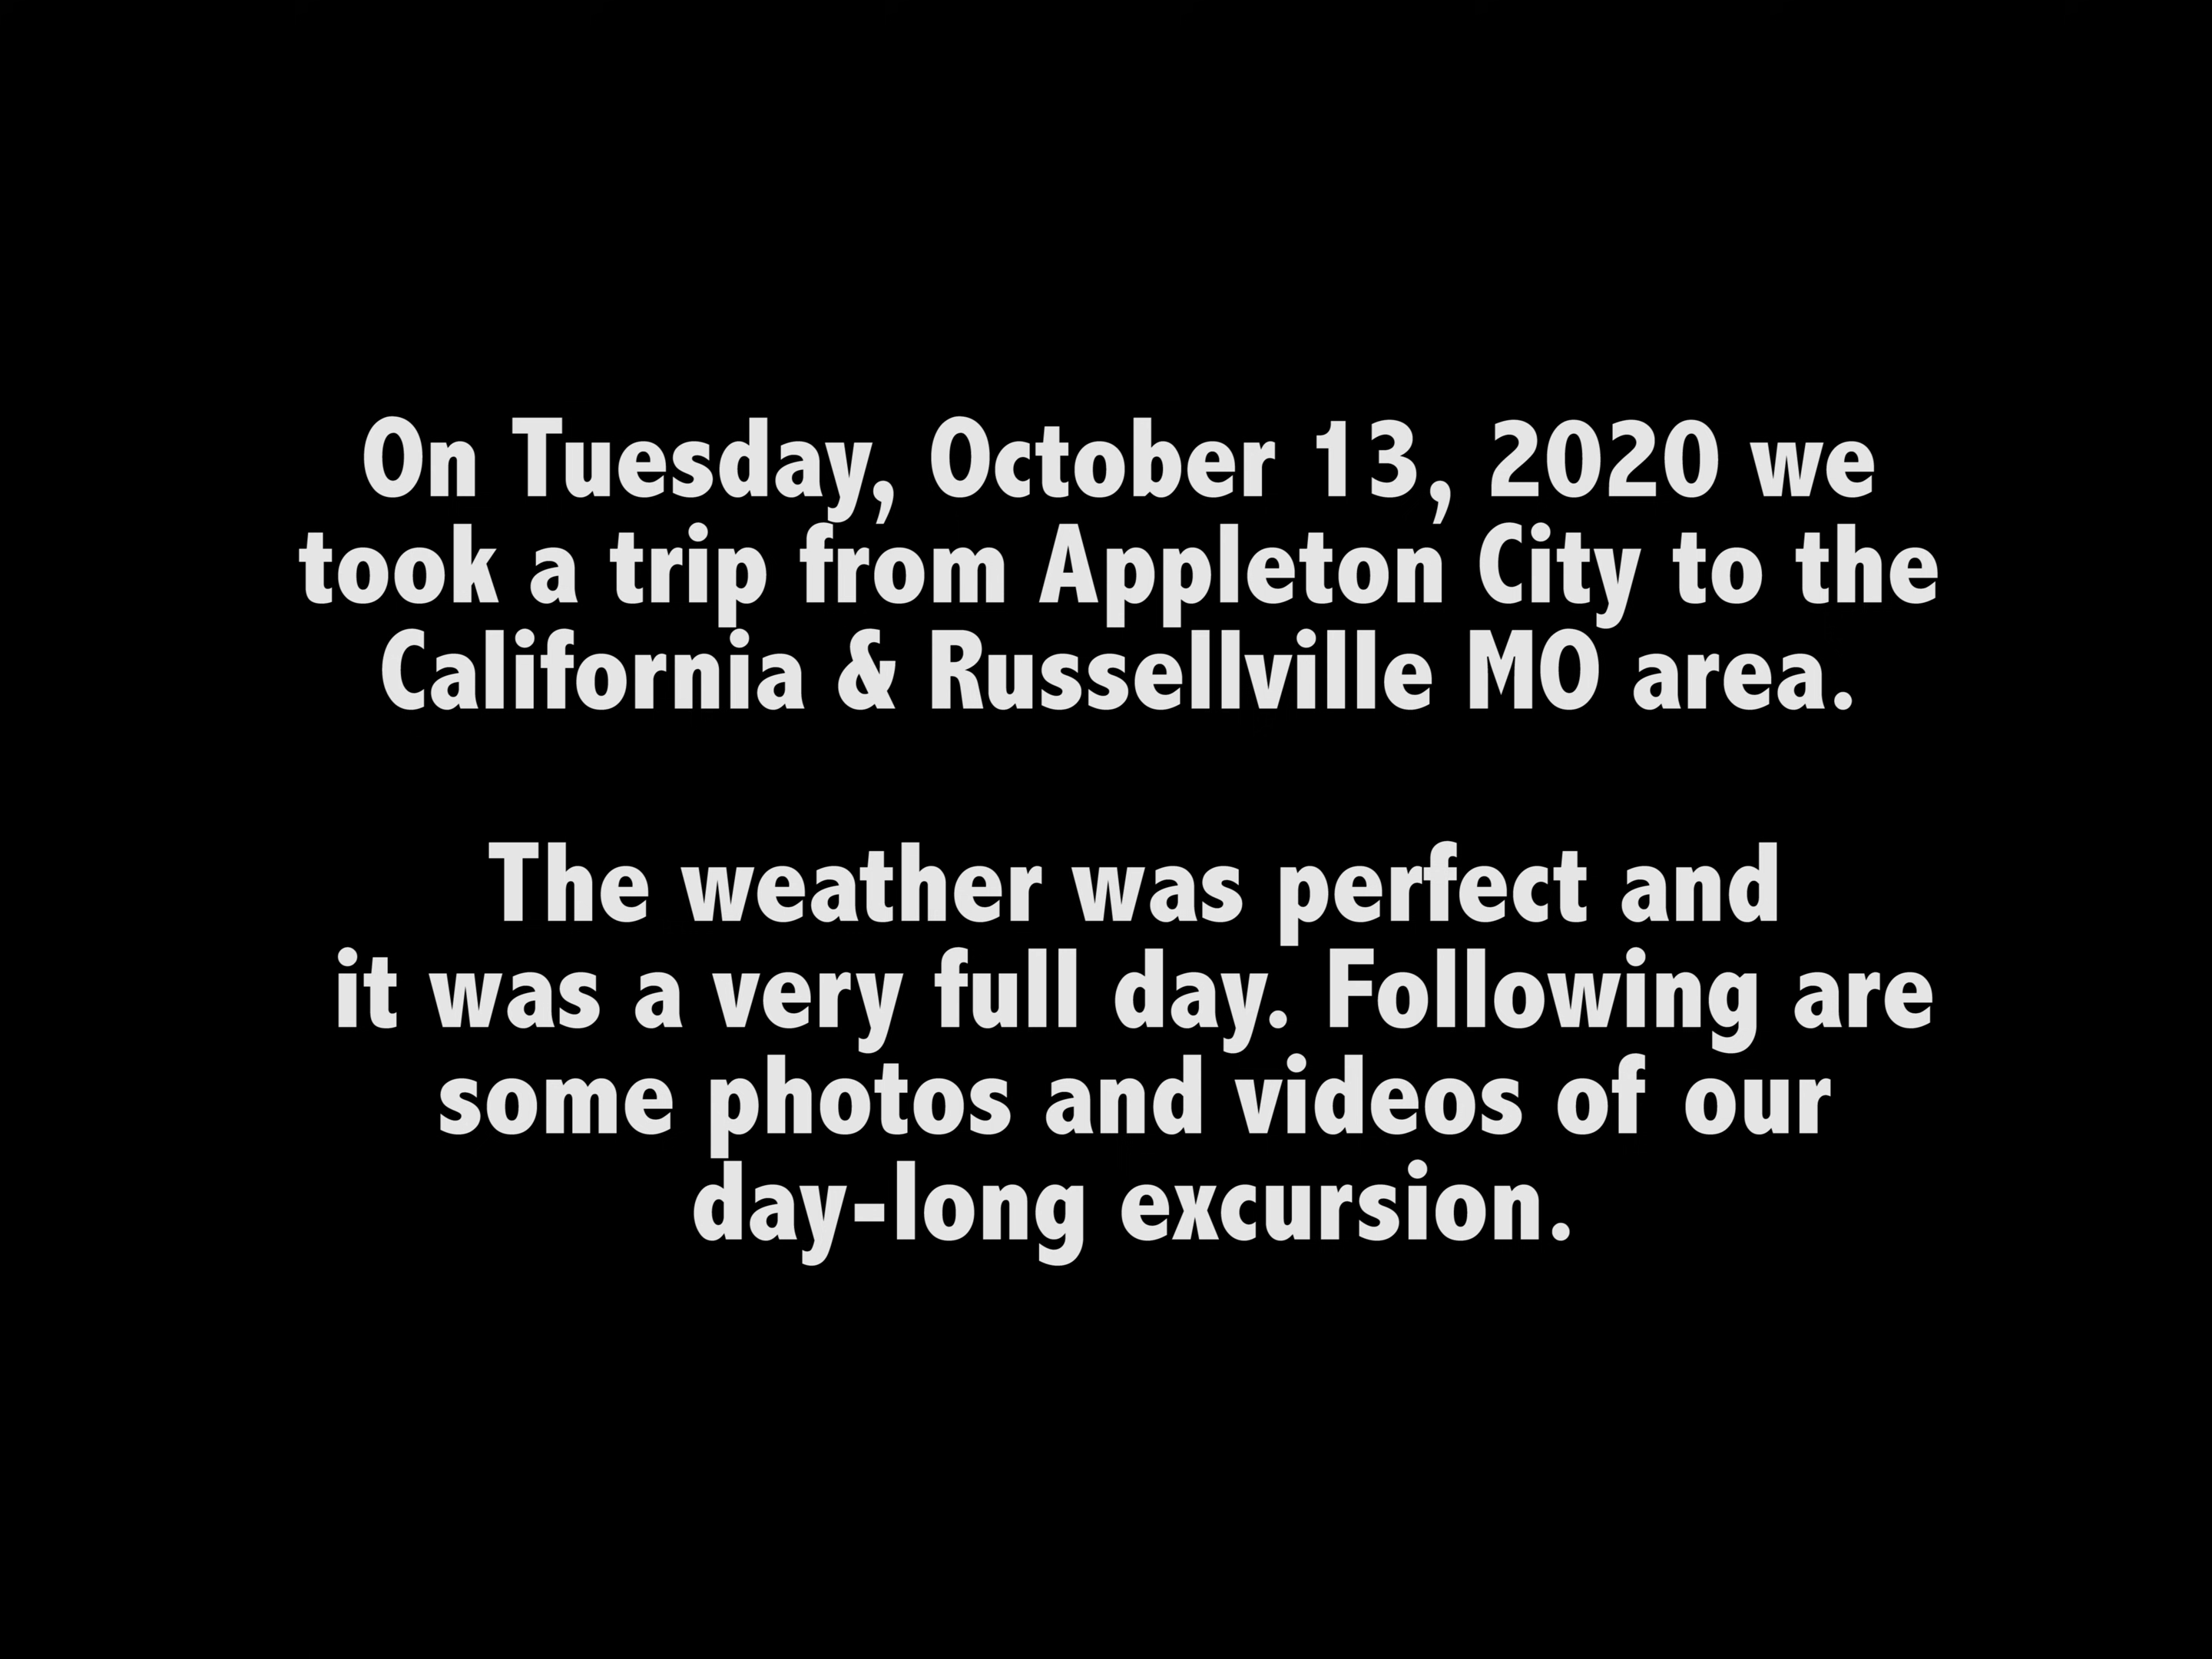 On Tuesday, October 13, 2020 we
took a trip from Appleton City to the
California & Russellville MO area.
The weather was perfect and
it was a very full day. Following are
some photos and videos of our
day-long excursion.